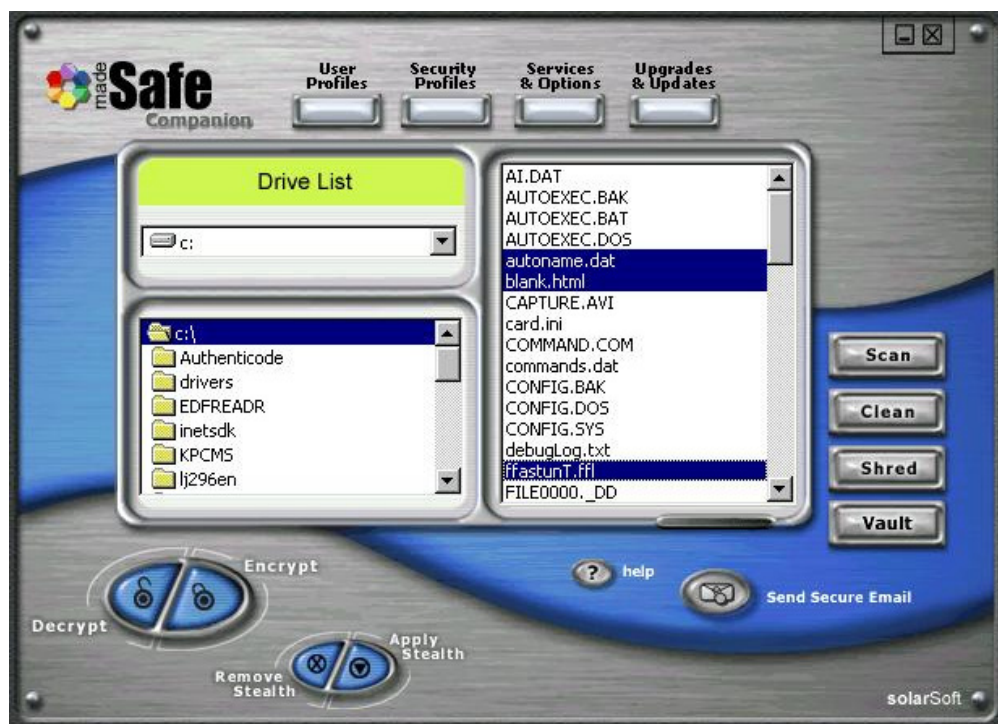 made
Safe
Companion
User
Profiles
Security
Profiles
Services
& Options
Upgrades
& Updates
Drive List
c:
c:\
Authenticode
drivers
EDFREADR
inetsdk
KPCMS
lj296en
AI.DAT
AUTOEXEC.BAK
AUTOEXEC.BAT
AUTOEXEC.DOS
autoname.dat
blank.html
CAPTURE.AVI
card.ini
COMMAND.COM
commands.dat
CONFIG.BAK
CONFIG.DOS
CONFIG.SYS
debugLog.txt
ffastunT.ffl
FILE0000._DD
Scan
Clean
Shred
Vault
Encrypt
Decrypt
Apply
Stealth
Remove
Stealth
? help
Send Secure Email
solarSoft